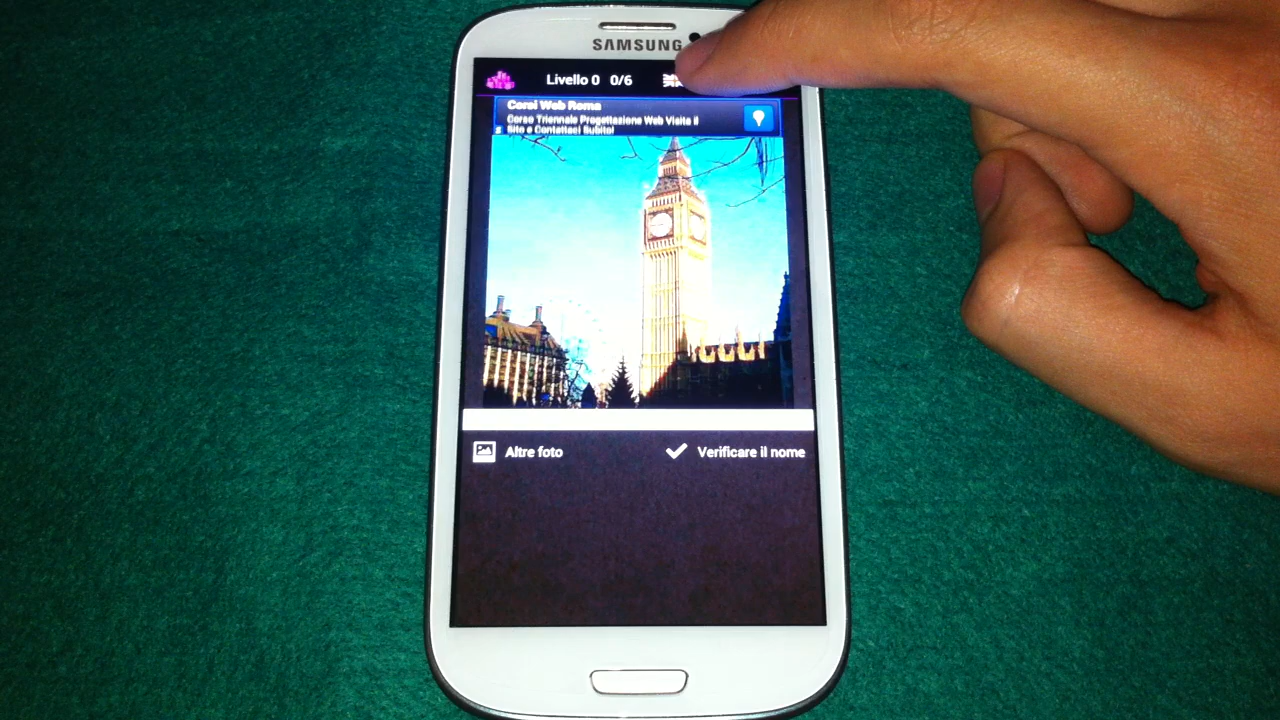 SAMSUNG
Livello 0 0/6
Corsi Web Roma
Corso Triennale Progettazione Web Visita il
Sito e Contattaci Subito!
Altre foto
Verificare il nome